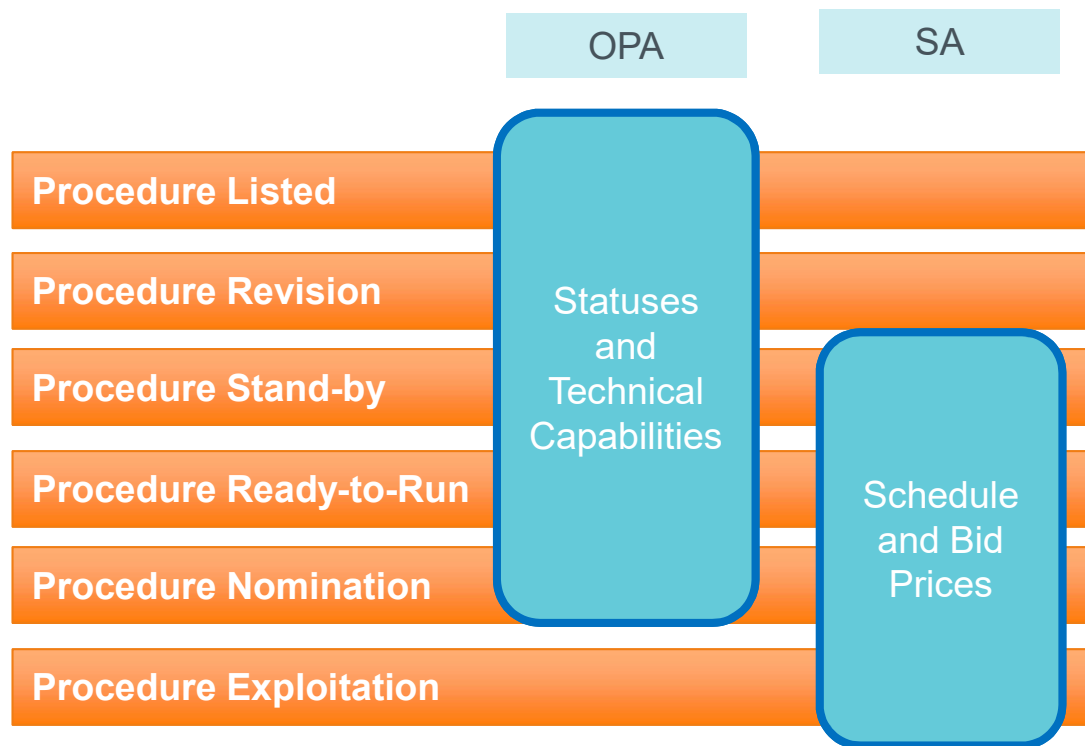 OPA
SA
Procedure Listed
Procedure Revision
Procedure Stand-by
Procedure Ready-to-Run
Procedure Nomination
Procedure Exploitation
Statuses
and
Technical
Capabilities
Schedule
and Bid
Prices